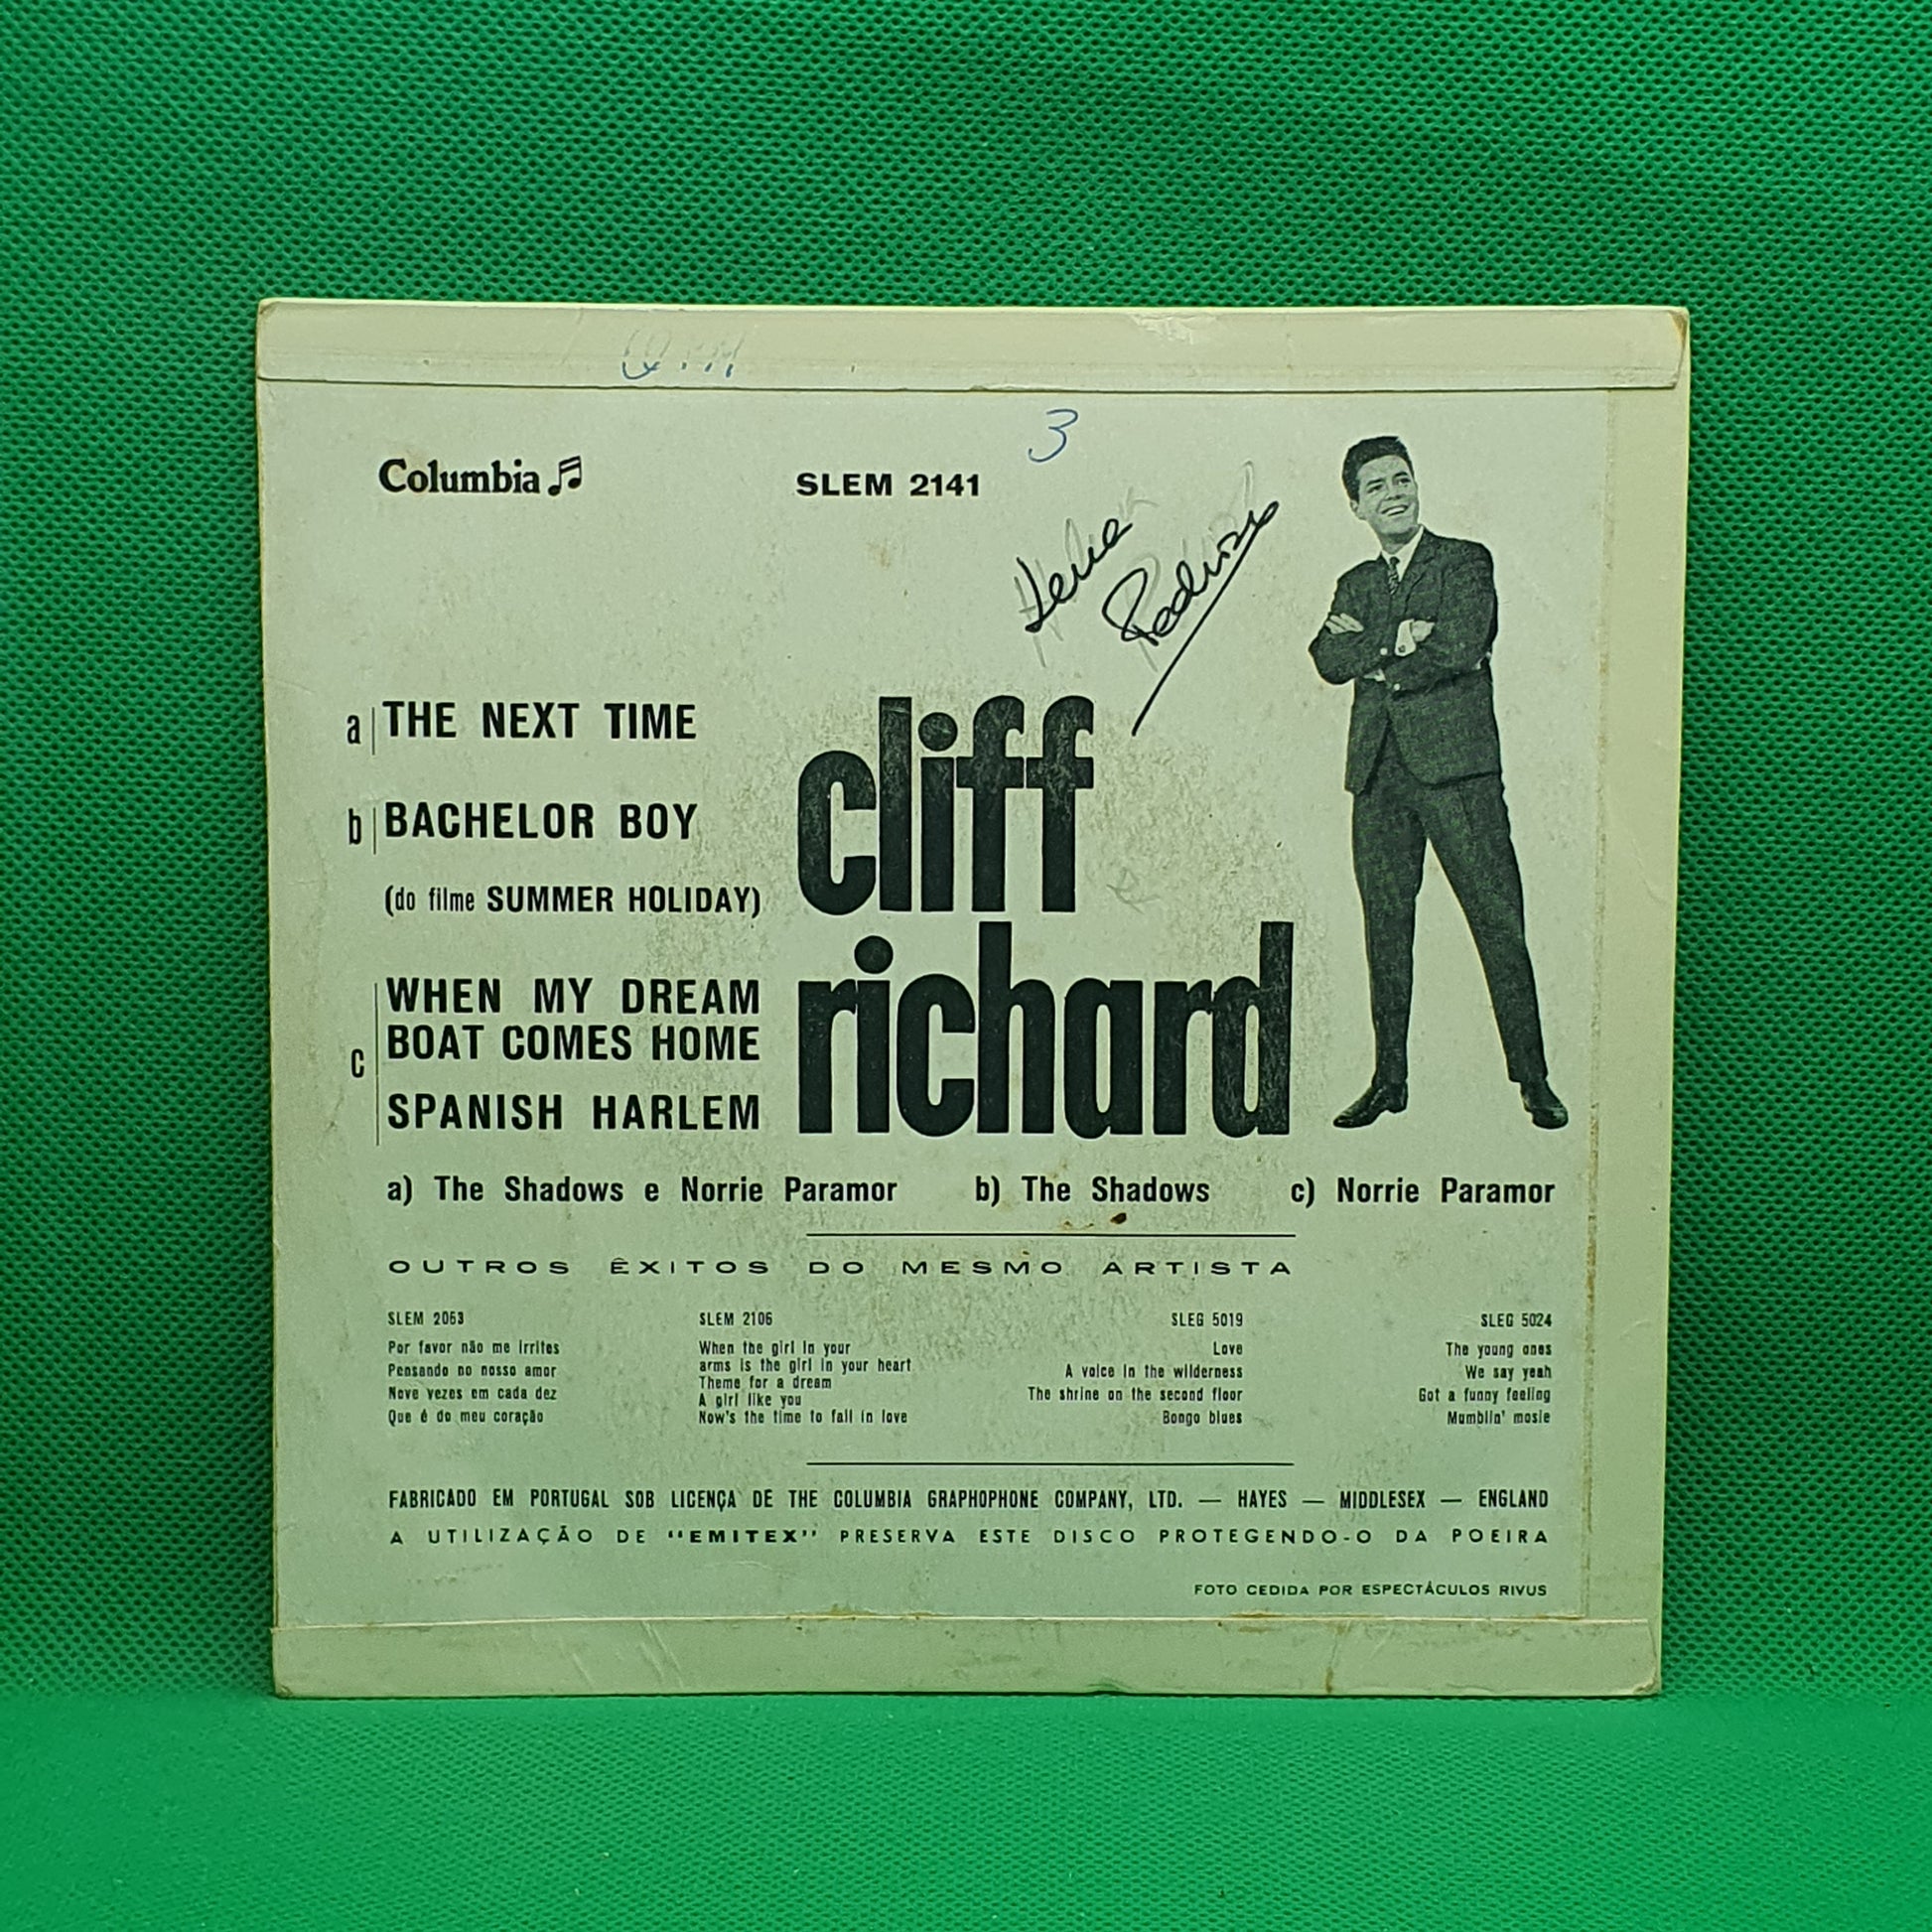 3
Columbia
SLEM 2141
a THE NEXT TIME
b BACHELOR BOY
(do filme SUMMER HOLIDAY)
c WHEN MY DREAM
BOAT COMES HOME
SPANISH HARLEM
cliff
richard
a) The Shadows e Norrie Paramor b) The Shadows c) Norrie Paramor
OUTROS ÊXITOS DO MESMO ARTISTA
SLEM 2063
Por favor não me irrites
Pensando no nosso amor
Nove vezes em cada dez
Que é do meu coração
SLEM 2106
When the girl in your
arms is the girl in your heart
Theme for a dream
A girl like you
Now's the time to fall in love
SLEG 5019
Love
A voice in the wilderness
The shrine on the second floor
Bongo blues
SLEG 5024
The young ones
We say yeah
Got a funny feeling
Mumblin' mosie
FABRICADO EM PORTUGAL SOB LICENÇA DE THE COLUMBIA GRAPHOPHONE COMPANY, LTD. — HAYES — MIDDLESEX — ENGLAND
A UTILIZAÇÃO DE "EMITEX" PRESERVA ESTE DISCO PROTEGENDO-O DA POEIRA
FOTO CEDIDA POR ESPECTÁCULOS RIVUS